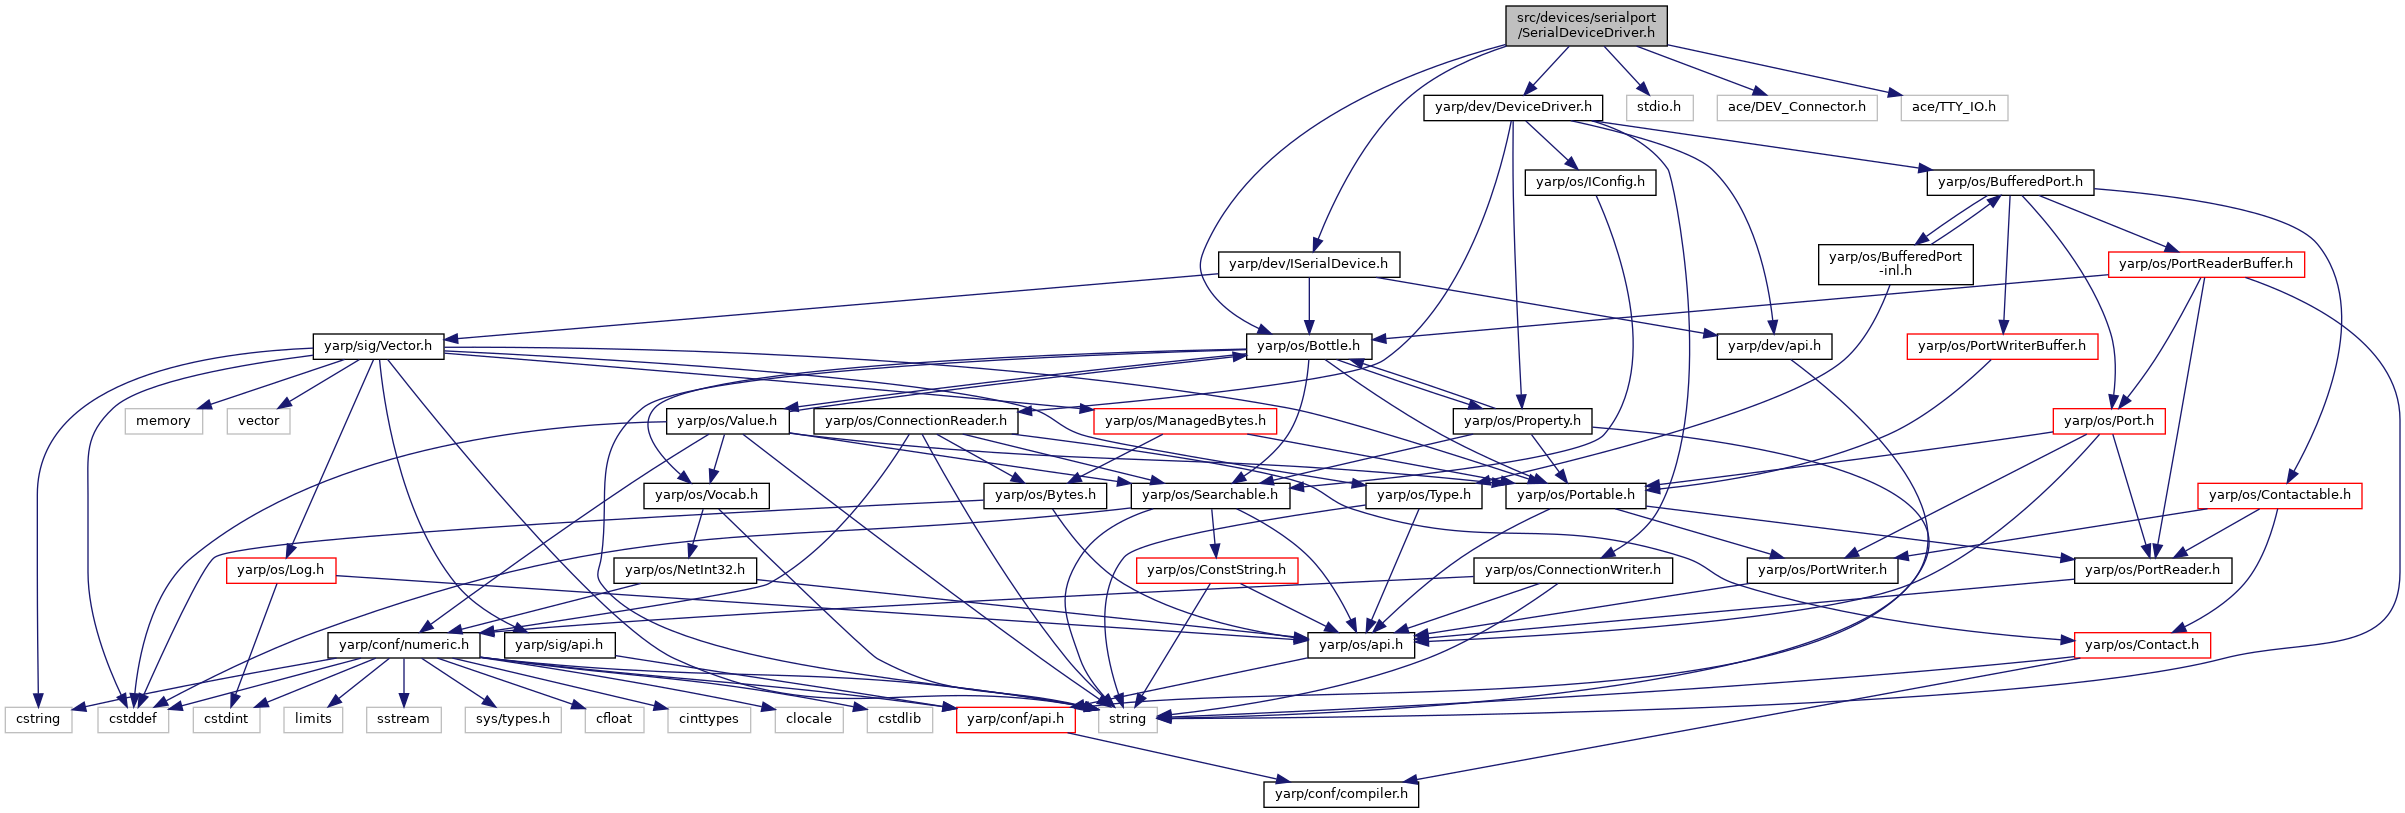 src/devices/serialport
/SerialDeviceDriver.h
yarp/dev/DeviceDriver.h
stdio.h
ace/DEV_Connector.h
ace/TTY_IO.h
yarp/os/IConfig.h
yarp/os/BufferedPort.h
yarp/dev/ISerialDevice.h
yarp/os/BufferedPort
-inl.h
yarp/os/PortReaderBuffer.h
yarp/sig/Vector.h
yarp/os/Bottle.h
yarp/dev/api.h
yarp/os/PortWriterBuffer.h
memory
vector
yarp/os/Value.h
yarp/os/ConnectionReader.h
yarp/os/ManagedBytes.h
yarp/os/Property.h
yarp/os/Port.h
yarp/os/Vocab.h
yarp/os/Bytes.h
yarp/os/Searchable.h
yarp/os/Type.h
yarp/os/Portable.h
yarp/os/Contactable.h
yarp/os/Log.h
yarp/os/NetInt32.h
yarp/os/ConstString.h
yarp/os/ConnectionWriter.h
yarp/os/PortWriter.h
yarp/os/PortReader.h
yarp/conf/numeric.h
yarp/sig/api.h
yarp/os/api.h
yarp/os/Contact.h
cstring
cstddef
cstdint
limits
sstream
sys/types.h
cfloat
cinttypes
clocale
cstdlib
yarp/conf/api.h
string
yarp/conf/compiler.h